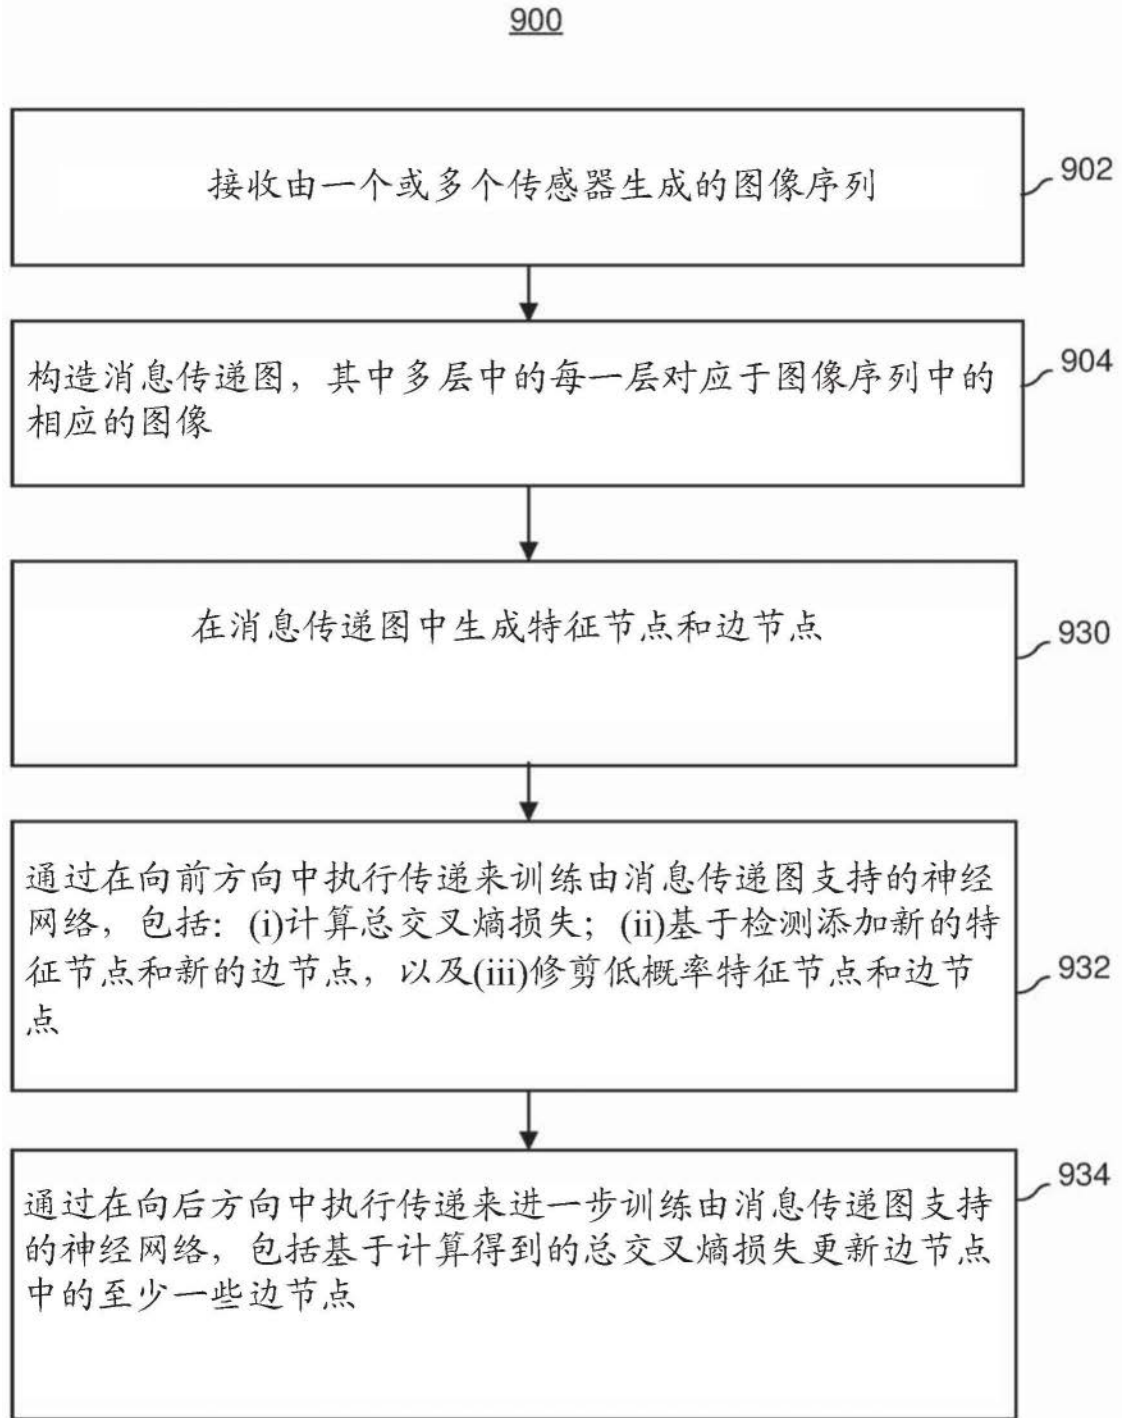 900
接收由一个或多个传感器生成的图像序列
902
构造消息传递图，其中多层中的每一层对应于图像序列中的
相应的图像
904
在消息传递图中生成特征节点和边节点
930
通过在向前方向中执行传递来训练由消息传递图支持的神经
网络，包括：(i)计算总交叉熵损失；(ii)基于检测添加新的特
征节点和新的边节点，以及(iii)修剪低概率特征节点和边节
点
932
通过在向后方向中执行传递来进一步训练由消息传递图支持
的神经网络，包括基于计算得到的总交叉熵损失更新边节点
中的至少一些边节点
934